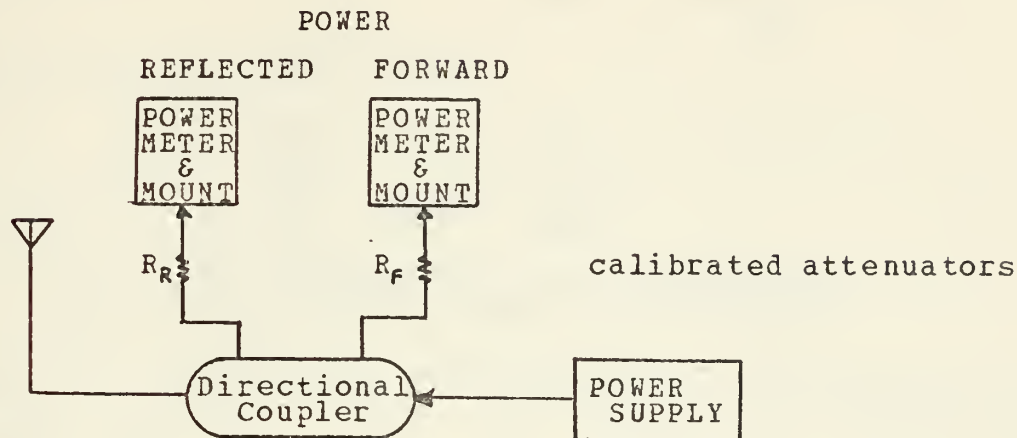 POWER
REFLECTED FORWARD
POWER METER & MOUNT
POWER METER & MOUNT
R_R
R_F
calibrated attenuators
Directional
Coupler
POWER
SUPPLY